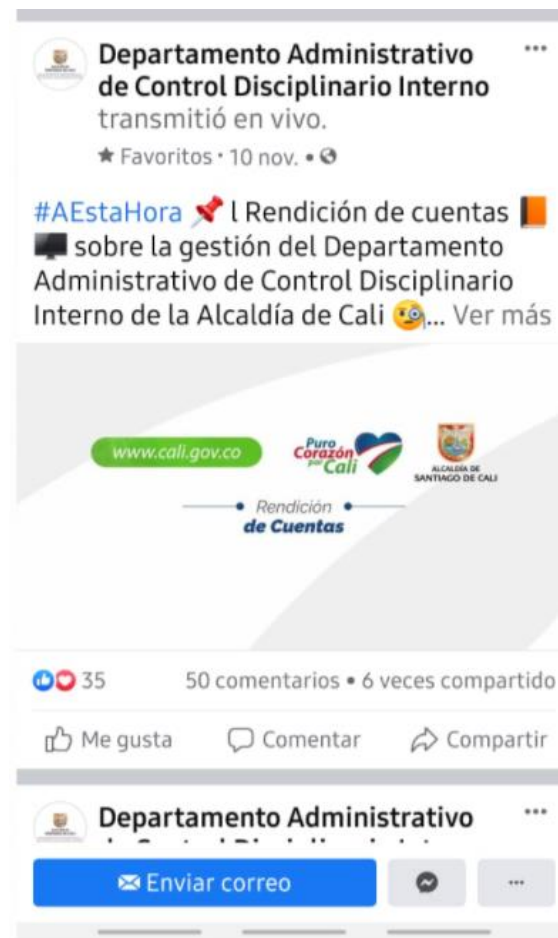 Departamento Administrativo
de Control Disciplinario Interno
transmitió en vivo.
Favoritos · 10 nov. •
#AEstaHora 📌 l Rendición de cuentas 📙
🖥️ sobre la gestión del Departamento
Administrativo de Control Disciplinario
Interno de la Alcaldía de Cali 🧐... Ver más
www.cali.gov.co
Puro
Corazón
por Cali
ALCALDÍA DE
SANTIAGO DE CALI
Rendición
de Cuentas
35
50 comentarios • 6 veces compartido
Me gusta
Comentar
Compartir
Departamento Administrativo
Enviar correo